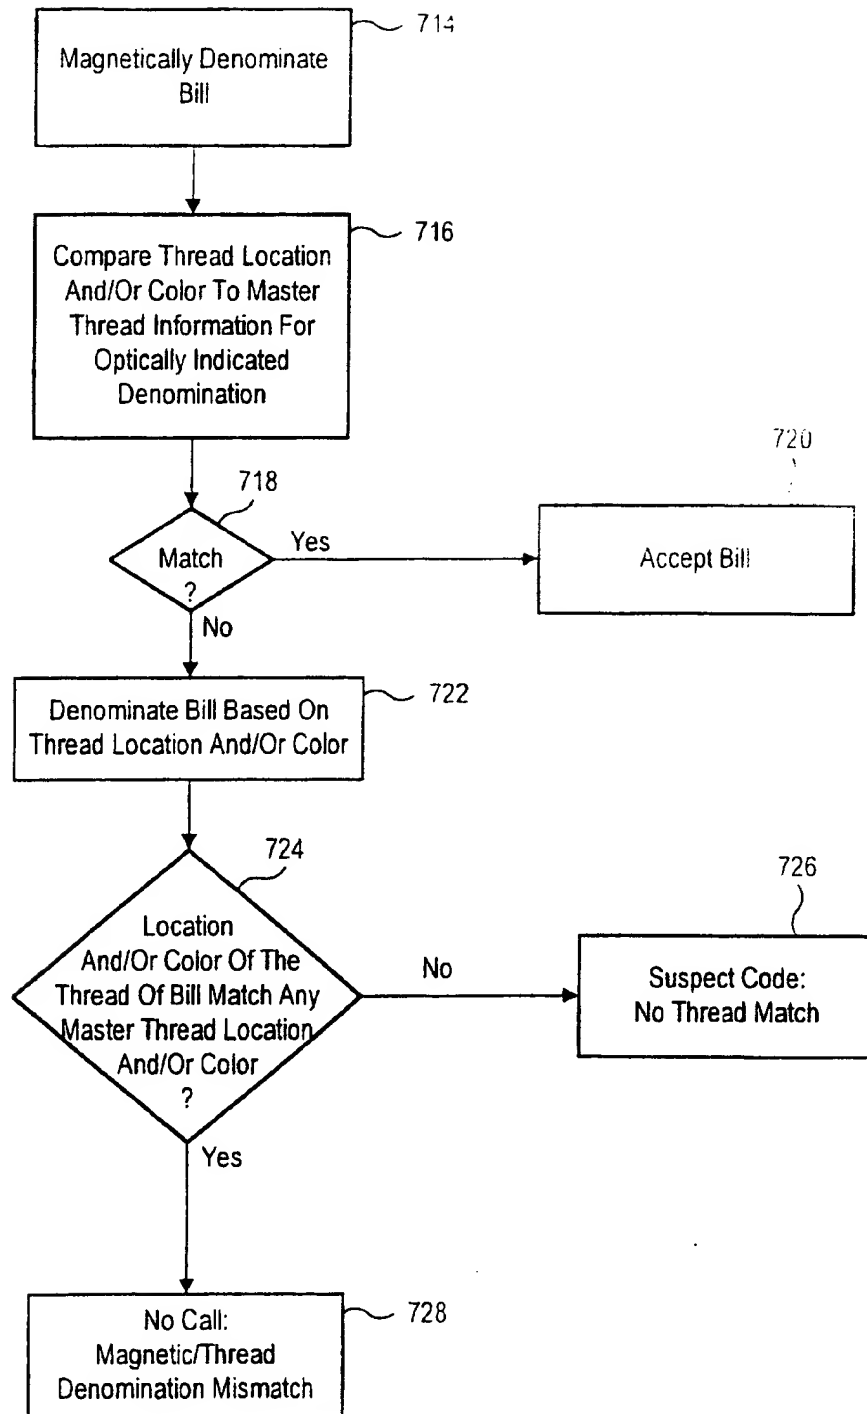 714
Magnetically Denominate
Bill
716
Compare Thread Location
And/Or Color To Master
Thread Information For
Optically Indicated
Denomination
718
720
Match
?
Yes
Accept Bill
No
722
Denominate Bill Based On
Thread Location And/Or Color
724
726
Location
And/Or Color Of The
Thread Of Bill Match Any
Master Thread Location
And/Or Color
?
No
Suspect Code:
No Thread Match
Yes
728
No Call:
Magnetic/Thread
Denomination Mismatch